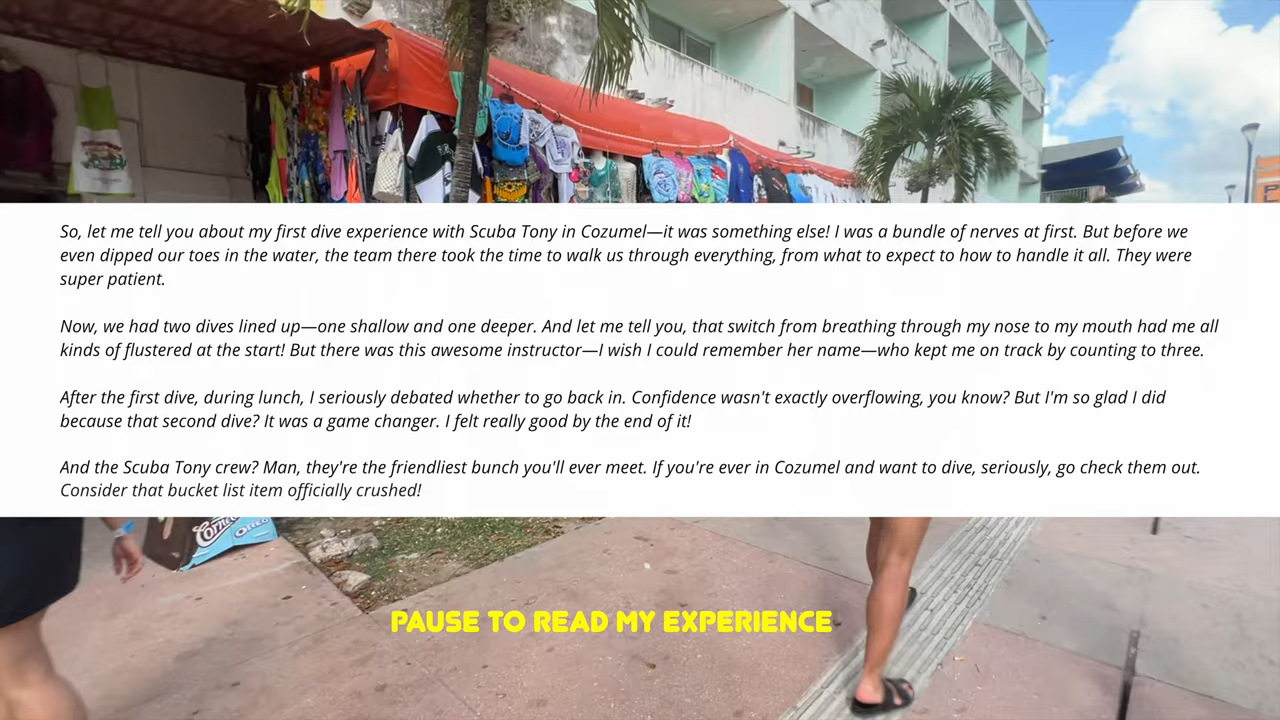 So, let me tell you about my first dive experience with Scuba Tony in Cozumel—it was something else! I was a bundle of nerves at first. But before we
even dipped our toes in the water, the team there took the time to walk us through everything, from what to expect to how to handle it all. They were
super patient.
Now, we had two dives lined up—one shallow and one deeper. And let me tell you, that switch from breathing through my nose to my mouth had me all
kinds of flustered at the start! But there was this awesome instructor—I wish I could remember her name—who kept me on track by counting to three.
After the first dive, during lunch, I seriously debated whether to go back in. Confidence wasn't exactly overflowing, you know? But I'm so glad I did
because that second dive? It was a game changer. I felt really good by the end of it!
And the Scuba Tony crew? Man, they're the friendliest bunch you'll ever meet. If you're ever in Cozumel and want to dive, seriously, go check them out.
Consider that bucket list item officially crushed!
OREO
PAUSE TO READ MY EXPERIENCE